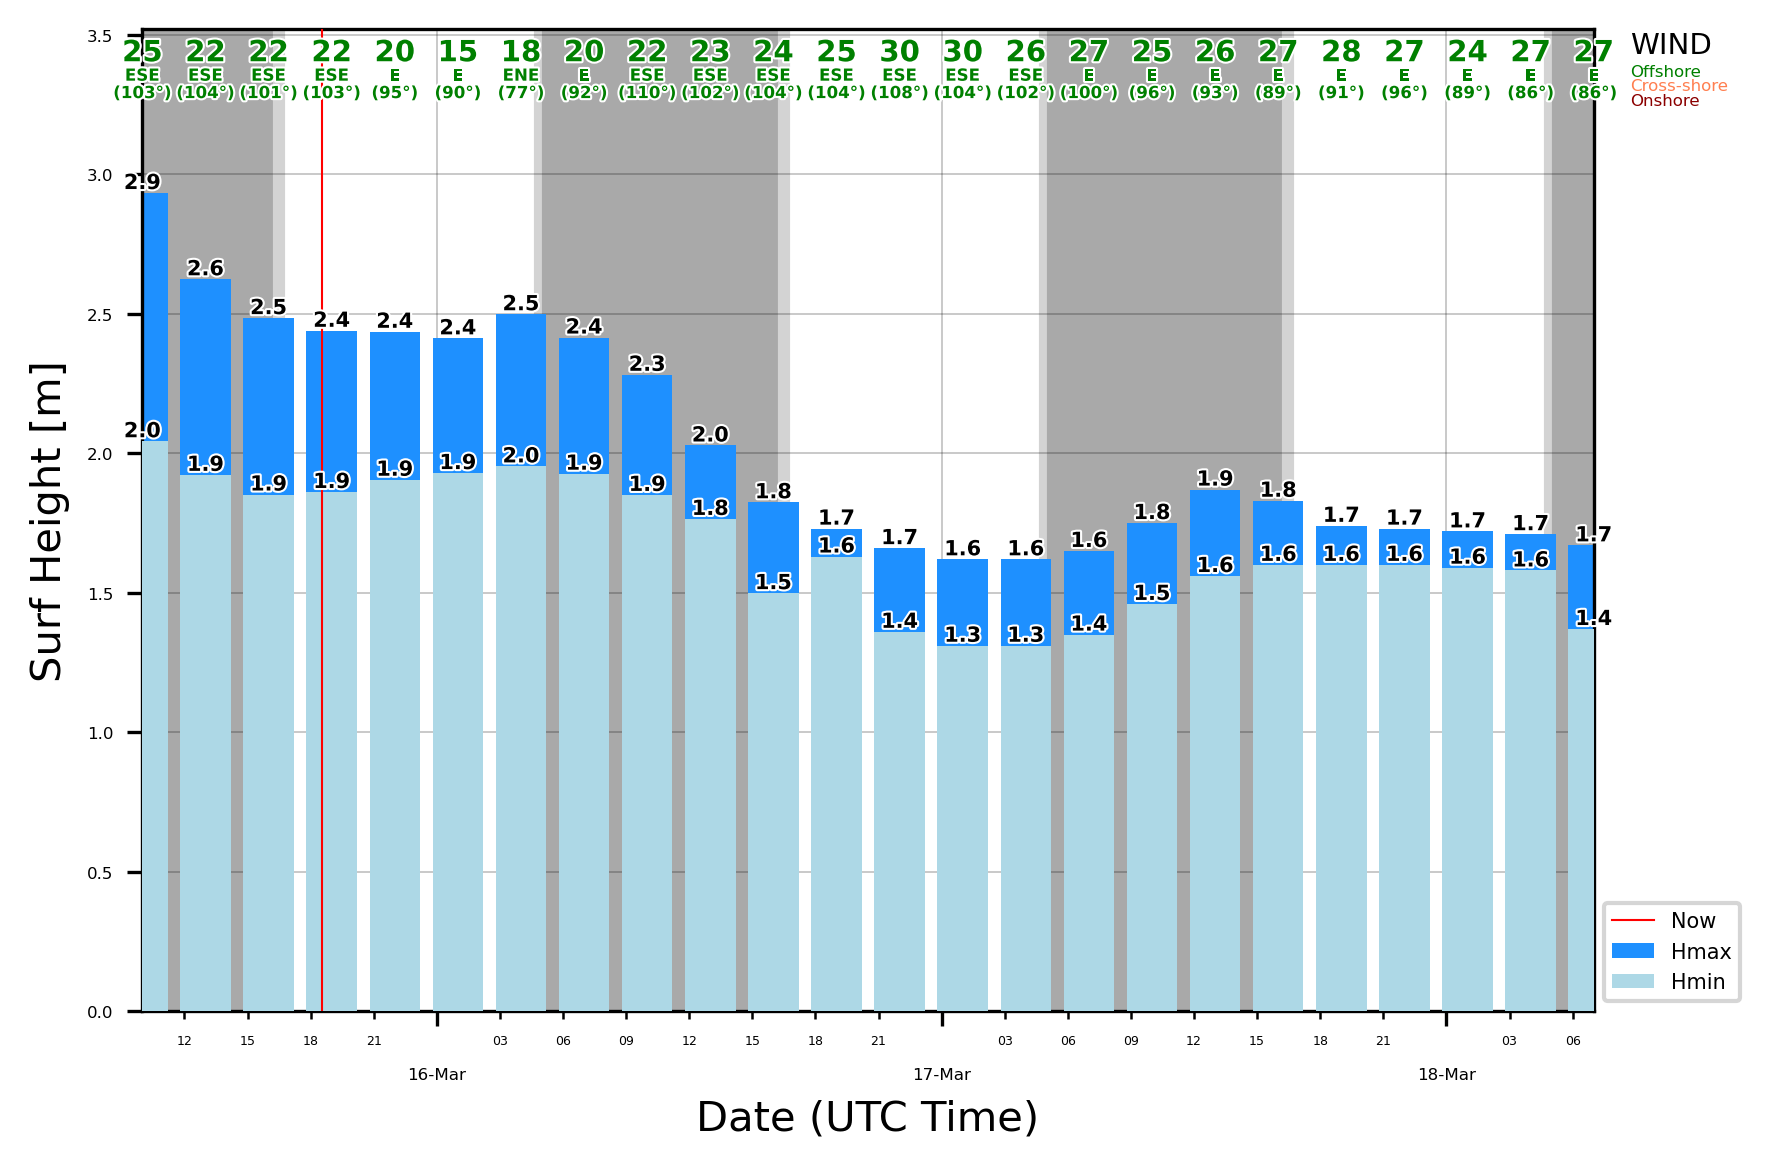 3.5
3.0
2.5
2.0
1.5
1.0
0.5
0.0
Surf Height [m]
25 22 22 22 20 15 18 20 22 23 24 25 30 30 26 27 25 26 27 28 27 24 27 27
ESE ESE ESE ESE E E ENE E ESE ESE ESE ESE ESE ESE ESE E E E E E E E E E
(103°) (104°) (101°) (103°) (95°) (90°) (77°) (92°) (110°) (102°) (104°) (104°) (108°) (104°) (102°) (100°) (96°) (93°) (89°) (91°) (96°) (89°) (86°) (86°)
WIND
Offshore
Cross-shore
Onshore
2.9 2.6 2.5 2.4 2.4 2.4 2.5 2.4 2.3 2.0 1.8 1.7 1.7 1.6 1.6 1.6 1.8 1.9 1.8 1.7 1.7 1.7 1.7 1.7
2.0 1.9 1.9 1.9 1.9 1.9 2.0 1.9 1.9 1.8 1.5 1.6 1.4 1.3 1.3 1.4 1.5 1.6 1.6 1.6 1.6 1.6 1.6 1.4
Now
Hmax
Hmin
12 15 18 21 03 06 09 12 15 18 21 03 06 09 12 15 18 21 03 06
16-Mar 17-Mar 18-Mar
Date (UTC Time)